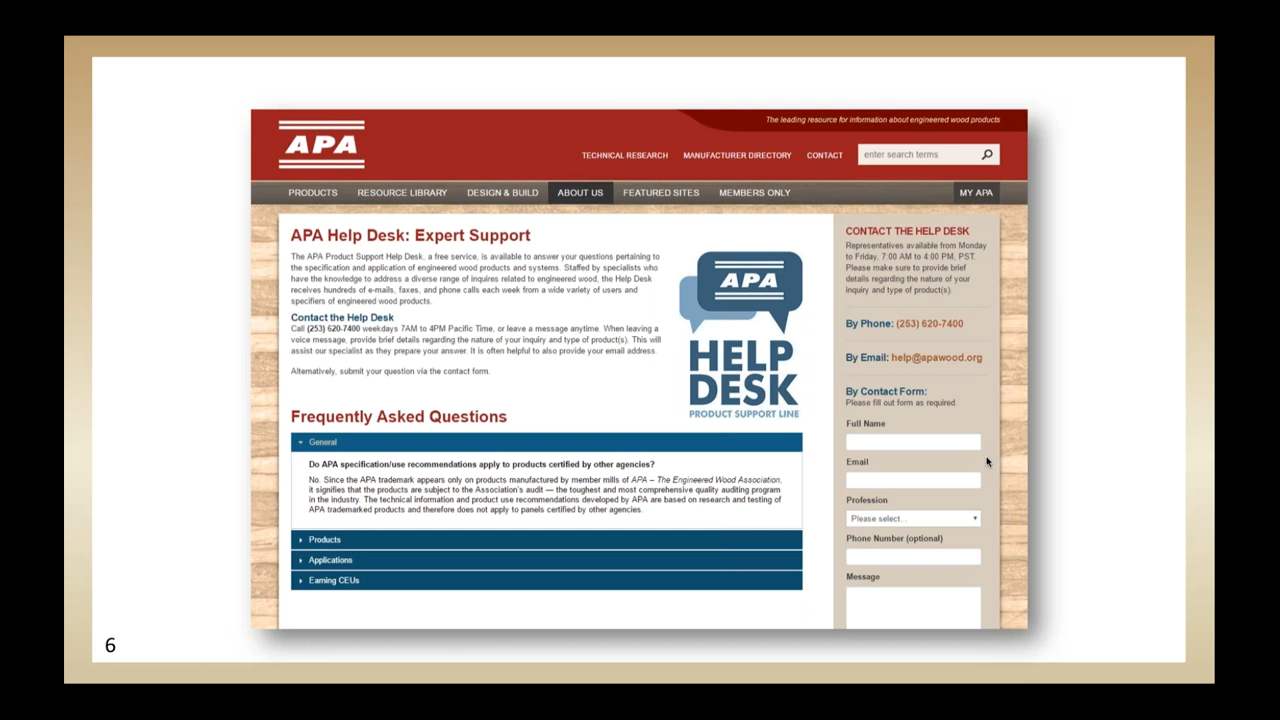 The leading resource for information about engineered wood products
APA
TECHNICAL RESEARCH MANUFACTURER DIRECTORY CONTACT enter search terms
PRODUCTS RESOURCE LIBRARY DESIGN & BUILD ABOUT US FEATURED SITES MEMBERS ONLY MY APA
APA Help Desk: Expert Support
The APA Product Support Help Desk, a free service, is available to answer your questions pertaining to
the specification and application of engineered wood products and systems. Staffed by specialists who
have the knowledge to address a diverse range of inquires related to engineered wood, the Help Desk
receives hundreds of e-mails, faxes, and phone calls each week from a wide variety of users and
specifiers of engineered wood products.
Contact the Help Desk
Call (253) 620-7400 weekdays 7AM to 4PM Pacific Time, or leave a message anytime. When leaving a
voice message, provide brief details regarding the nature of your inquiry and type of product(s). This will
assist our specialist as they prepare your answer. It is often helpful to also provide your email address.
Alternatively, submit your question via the contact form.
APA
HELP
DESK
PRODUCT SUPPORT LINE
Frequently Asked Questions
General
Do APA specification/use recommendations apply to products certified by other agencies?
No. Since the APA trademark appears only on products manufactured by member mills of APA – The Engineered Wood Association,
it signifies that the products are subject to the Association's audit — the toughest and most comprehensive quality auditing program
in the industry. The technical information and product use recommendations developed by APA are based on research and testing of
APA trademarked products and therefore does not apply to panels certified by other agencies.
Products
Applications
Earning CEUs
CONTACT THE HELP DESK
Representatives available from Monday
to Friday, 7:00 AM to 4:00 PM, PST.
Please make sure to provide brief
details regarding the nature of your
inquiry and type of product(s).
By Phone: (253) 620-7400
By Email: help@apawood.org
By Contact Form:
Please fill out form as required.
Full Name
Email
Profession
Please select...
Phone Number (optional)
Message
6